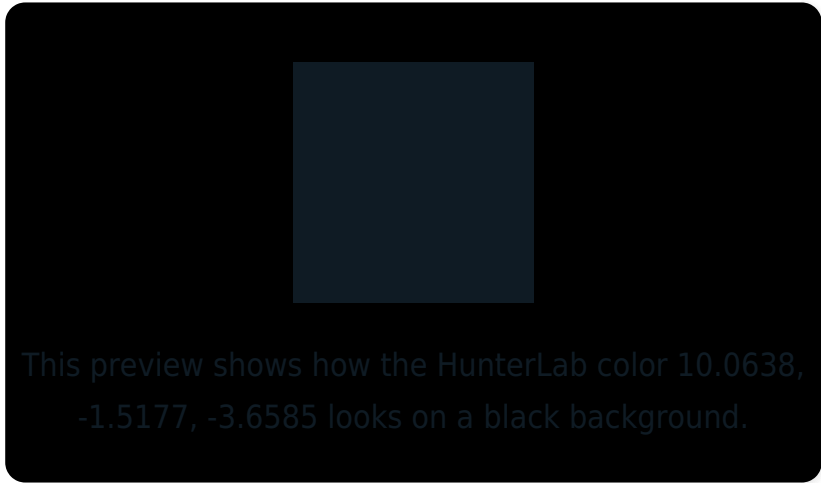 This preview shows how the HunterLab color 10.0638,
-1.5177, -3.6585 looks on a black background.